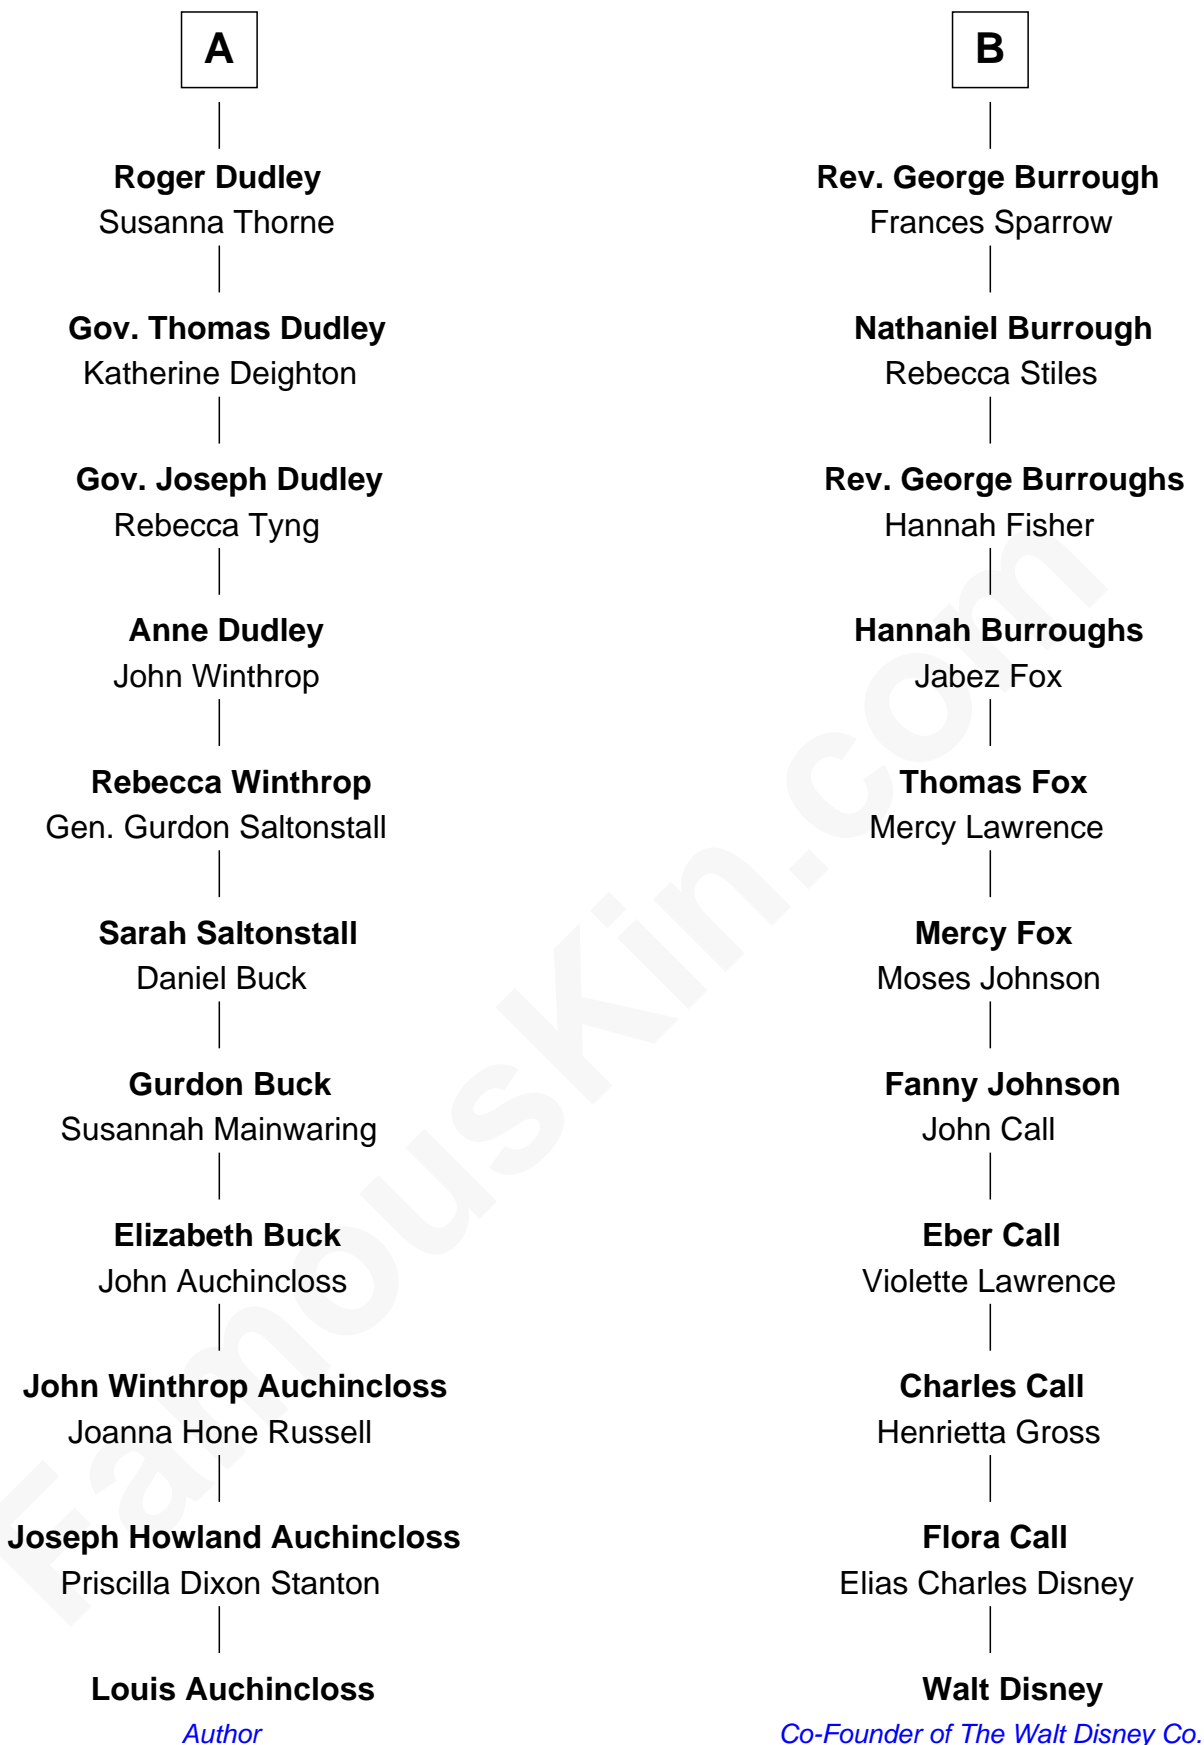 A
Roger Dudley
Susanna Thorne
Gov. Thomas Dudley
Katherine Deighton
Gov. Joseph Dudley
Rebecca Tyng
Anne Dudley
John Winthrop
Rebecca Winthrop
Gen. Gurdon Saltonstall
Sarah Saltonstall
Daniel Buck
Gurdon Buck
Susannah Mainwaring
Elizabeth Buck
John Auchincloss
John Winthrop Auchincloss
Joanna Hone Russell
Joseph Howland Auchincloss
Priscilla Dixon Stanton
Louis Auchincloss
Author
B
Rev. George Burrough
Frances Sparrow
Nathaniel Burrough
Rebecca Stiles
Rev. George Burroughs
Hannah Fisher
Hannah Burroughs
Jabez Fox
Thomas Fox
Mercy Lawrence
Mercy Fox
Moses Johnson
Fanny Johnson
John Call
Eber Call
Violette Lawrence
Charles Call
Henrietta Gross
Flora Call
Elias Charles Disney
Walt Disney
Co-Founder of The Walt Disney Co.
FamousKin.com